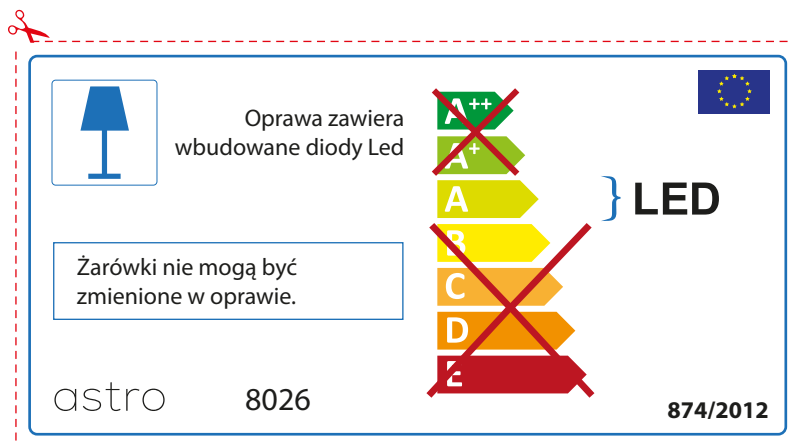 Oprawa zawiera
wbudowane diody Led
A++
A+
A
B
C
D
E
LED
Żarówki nie mogą być
zmienione w oprawie.
astro
8026
874/2012